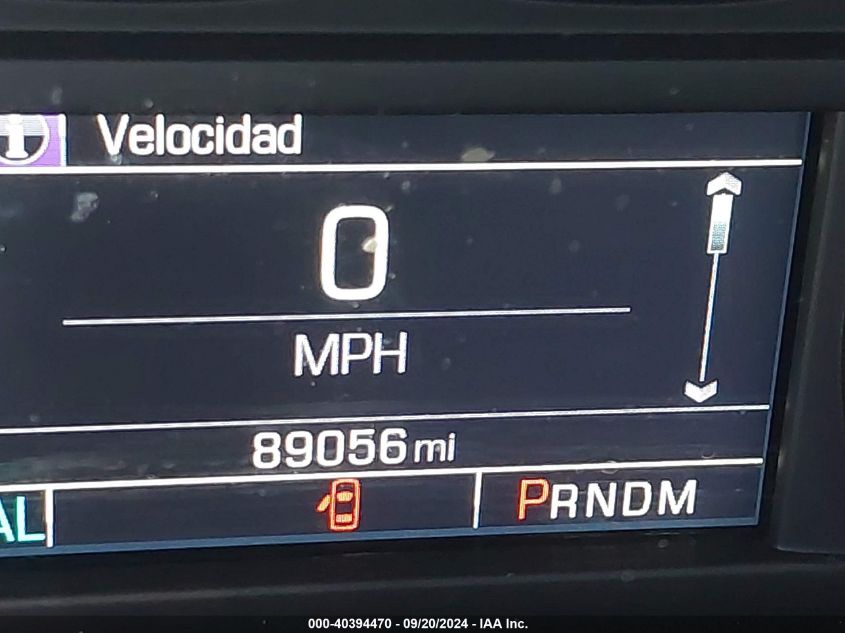 i Velocidad
0
MPH
89056 mi
AL PRNDM
000-40394470 - 09/20/2024 - IAA Inc.